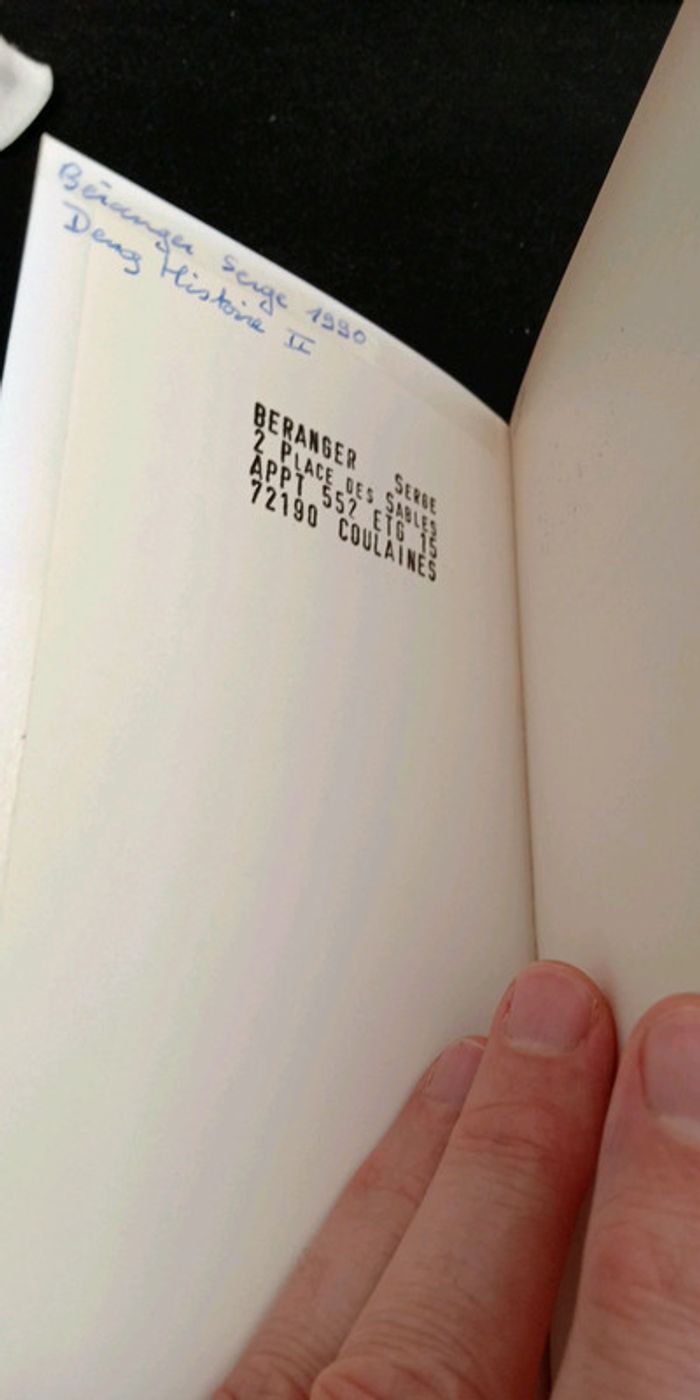 Béranger Serge 1990
Deug Histoire II
BERANGER SERGE
2 PLACE DES SABLES
APPT 552 ETG 15
72190 COULAINES